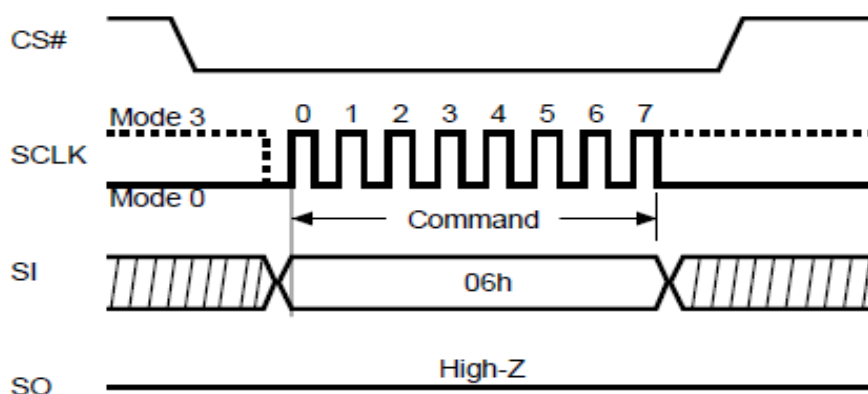 CS#
Mode 3
0 1 2 3 4 5 6 7
SCLK
Mode 0
Command
SI
06h
High-Z
SO